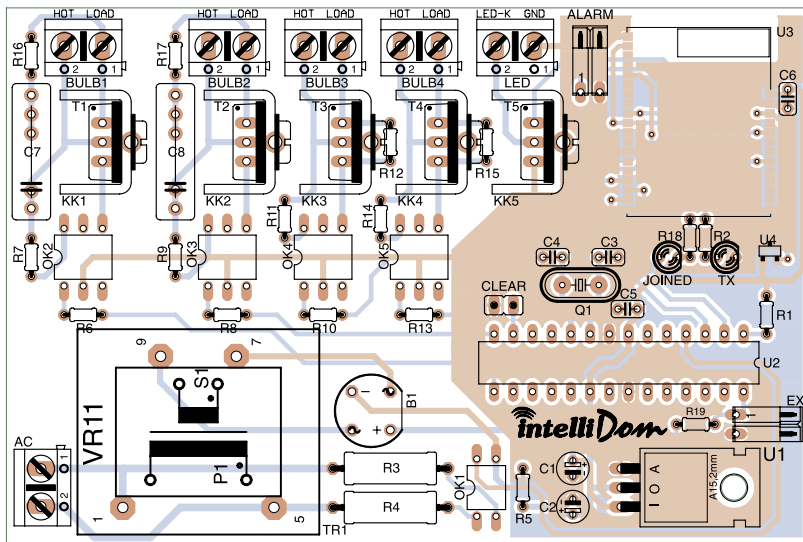 HOT LOAD
HOT LOAD
HOT LOAD
HOT LOAD
LED-K GND
ALARM
R16
R17
U3
2 1
2 1
2 1
2 1
2 1
1
C6
BULB1
BULB2
BULB3
BULB4
LED
T1
T2
T3
T4
T5
C7
C8
R12
R15
KK1
KK2
KK3
KK4
KK5
R11
R14
R7
OK2
R9
OK3
OK4
OK5
C4
C3
R18
R2
U4
JOINED
TX
CLEAR
Q1
C5
R1
R6
R8
R10
R13
9
7
U2
S1
B1
VR11
- +
intelliDom
R19
1
EX
U1
AC
1
2
P1
R3
R4
OK1
R5
C1
C2
A
O
I
A15,2mm
1
5
TR1